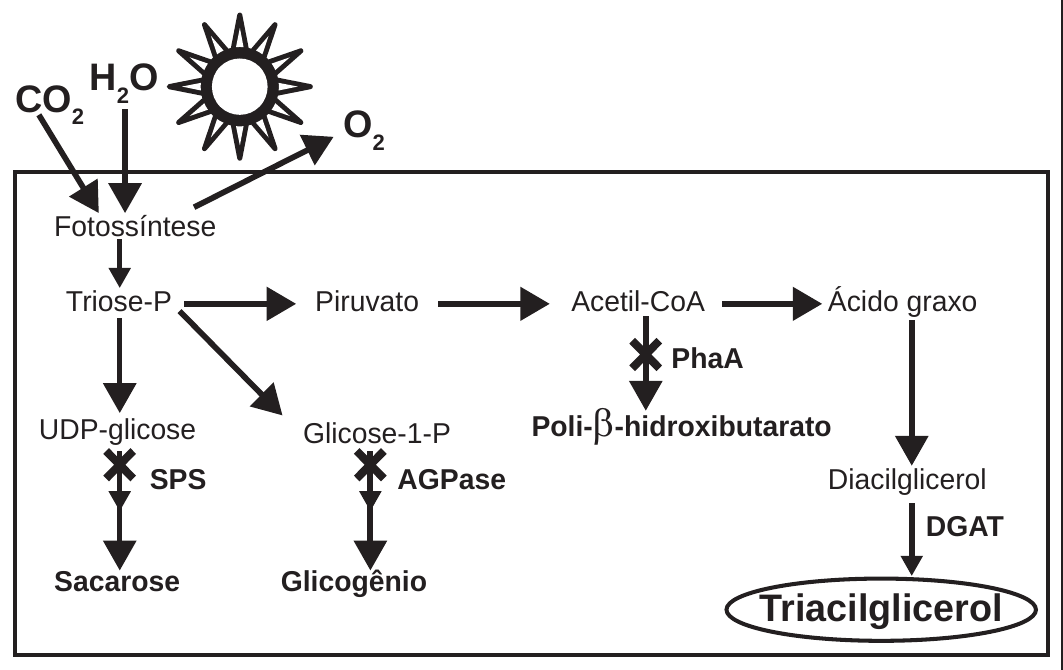 CO2
H2O
O2
Fotossíntese
Triose-P
Piruvato
Acetil-CoA
Ácido graxo
PhaA
UDP-glicose
Glicose-1-P
Poli-β-hidroxibutarato
SPS
AGPase
Diacilglicerol
DGAT
Sacarose
Glicogênio
Triacilglicerol